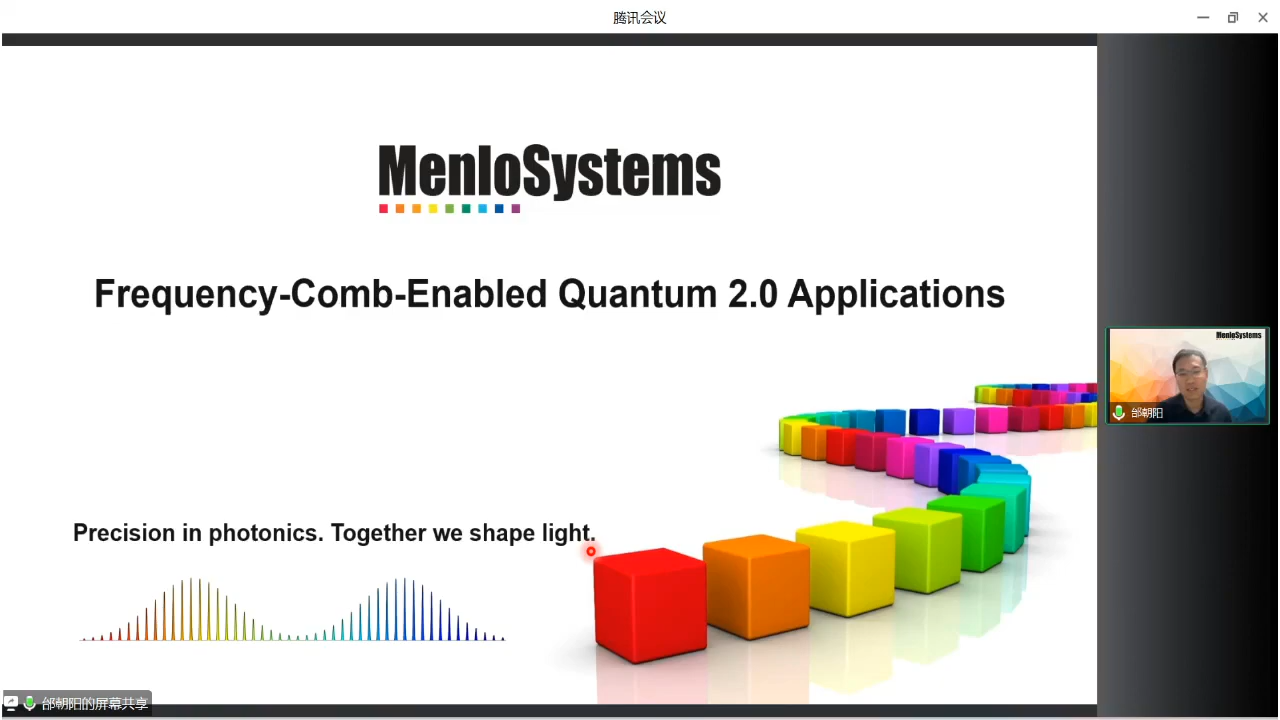 腾讯会议
MenloSystems
Frequency-Comb-Enabled Quantum 2.0 Applications
Precision in photonics. Together we shape light.
MenloSystems
邰朝阳
邰朝阳的屏幕共享